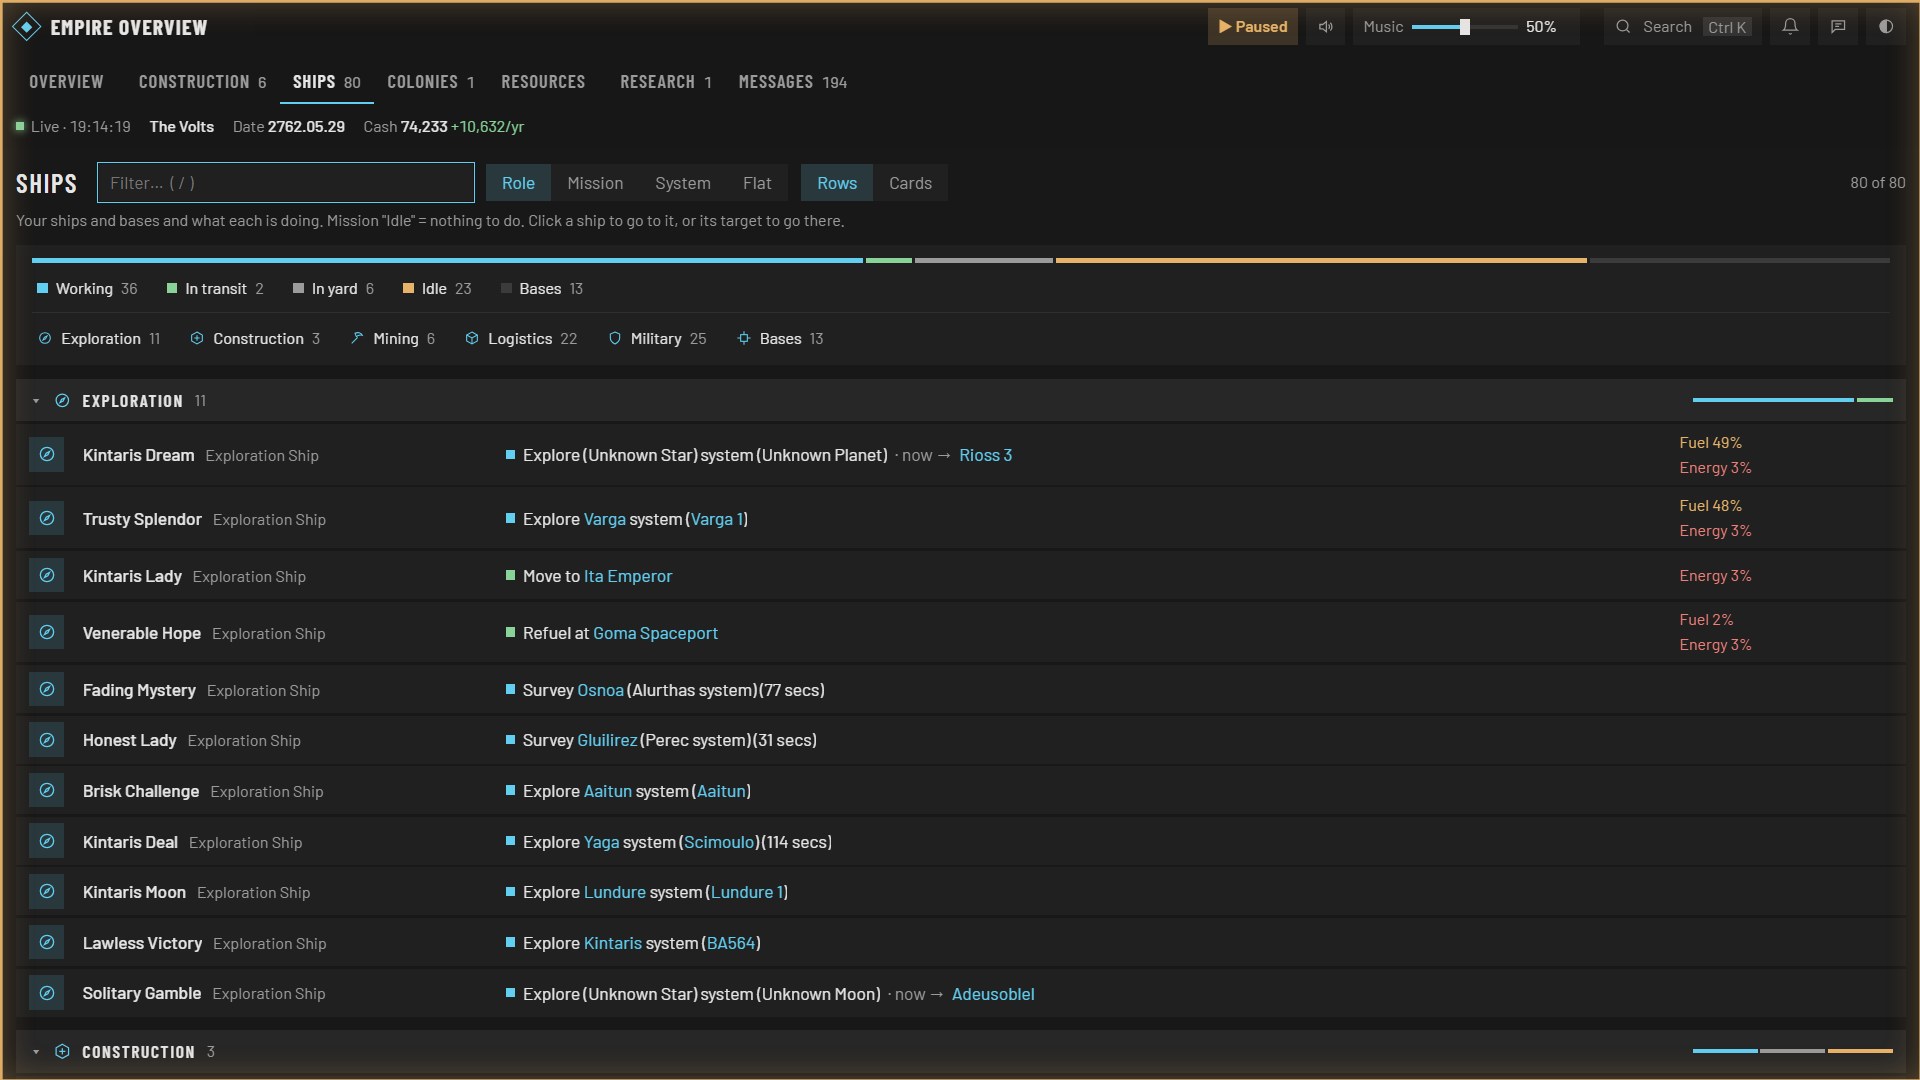 EMPIRE OVERVIEW
Paused
Music 50%
Search Ctrl K
OVERVIEW CONSTRUCTION 6 SHIPS 80 COLONIES 1 RESOURCES RESEARCH 1 MESSAGES 194
Live · 19:14:19 The Volts Date 2762.05.29 Cash 74,233 +10,632/yr
SHIPS Filter... ( / ) Role Mission System Flat Rows Cards 80 of 80
Your ships and bases and what each is doing. Mission "Idle" = nothing to do. Click a ship to go to it, or its target to go there.
Working 36 In transit 2 In yard 6 Idle 23 Bases 13
Exploration 11 Construction 3 Mining 6 Logistics 22 Military 25 Bases 13
EXPLORATION 11
Kintaris Dream Exploration Ship Explore (Unknown Star) system (Unknown Planet) · now → Rioss 3 Fuel 49%
Energy 3%
Trusty Splendor Exploration Ship Explore Varga system (Varga 1) Fuel 48%
Energy 3%
Kintaris Lady Exploration Ship Move to Ita Emperor Energy 3%
Venerable Hope Exploration Ship Refuel at Goma Spaceport Fuel 2%
Energy 3%
Fading Mystery Exploration Ship Survey Osnoa (Alurthas system) (77 secs)
Honest Lady Exploration Ship Survey Gluilirez (Perec system) (31 secs)
Brisk Challenge Exploration Ship Explore Aaitun system (Aaitun)
Kintaris Deal Exploration Ship Explore Yaga system (Scimoulo) (114 secs)
Kintaris Moon Exploration Ship Explore Lundure system (Lundure 1)
Lawless Victory Exploration Ship Explore Kintaris system (BA564)
Solitary Gamble Exploration Ship Explore (Unknown Star) system (Unknown Moon) · now → Adeusoblel
CONSTRUCTION 3